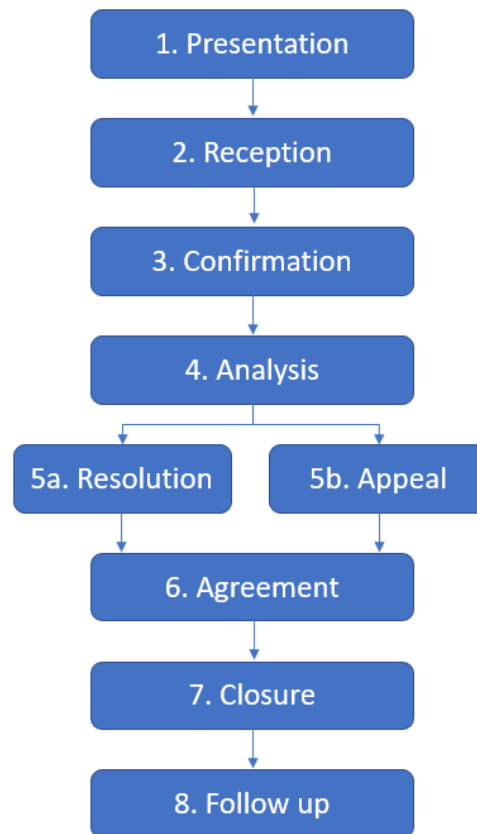 1. Presentation
2. Reception
3. Confirmation
4. Analysis
5a. Resolution
5b. Appeal
6. Agreement
7. Closure
8. Follow up